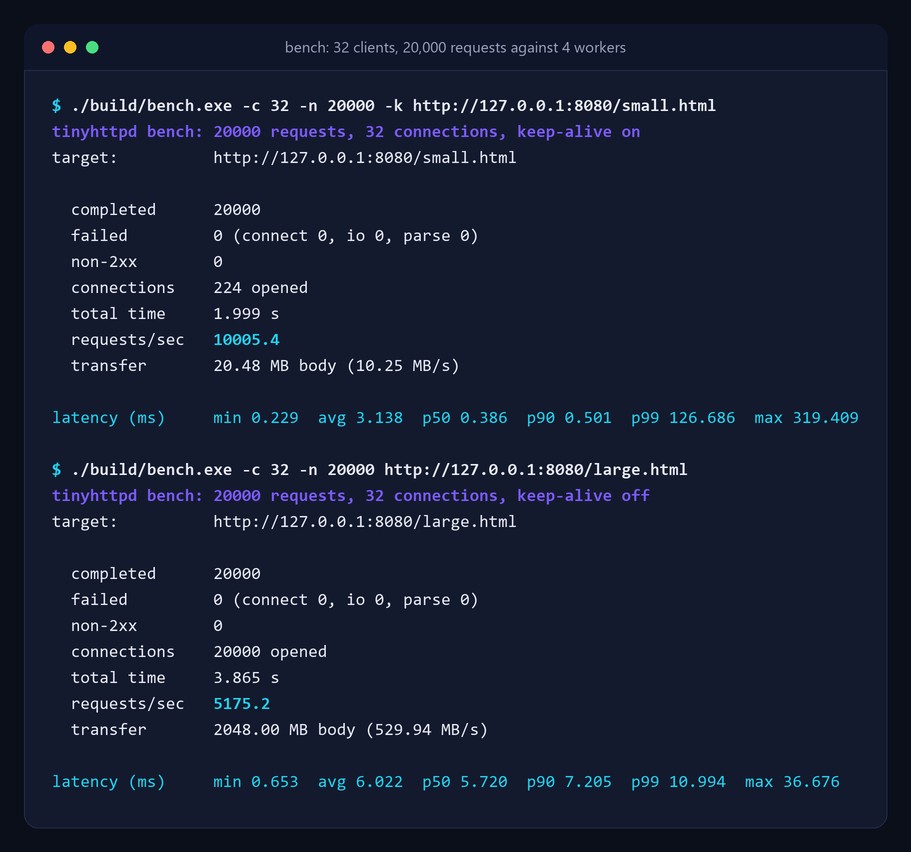 bench: 32 clients, 20,000 requests against 4 workers
$ ./build/bench.exe -c 32 -n 20000 -k http://127.0.0.1:8080/small.html
tinyhttpd bench: 20000 requests, 32 connections, keep-alive on
target: http://127.0.0.1:8080/small.html
completed 20000
failed 0 (connect 0, io 0, parse 0)
non-2xx 0
connections 224 opened
total time 1.999 s
requests/sec 10005.4
transfer 20.48 MB body (10.25 MB/s)
latency (ms) min 0.229 avg 3.138 p50 0.386 p90 0.501 p99 126.686 max 319.409
$ ./build/bench.exe -c 32 -n 20000 http://127.0.0.1:8080/large.html
tinyhttpd bench: 20000 requests, 32 connections, keep-alive off
target: http://127.0.0.1:8080/large.html
completed 20000
failed 0 (connect 0, io 0, parse 0)
non-2xx 0
connections 20000 opened
total time 3.865 s
requests/sec 5175.2
transfer 2048.00 MB body (529.94 MB/s)
latency (ms) min 0.653 avg 6.022 p50 5.720 p90 7.205 p99 10.994 max 36.676